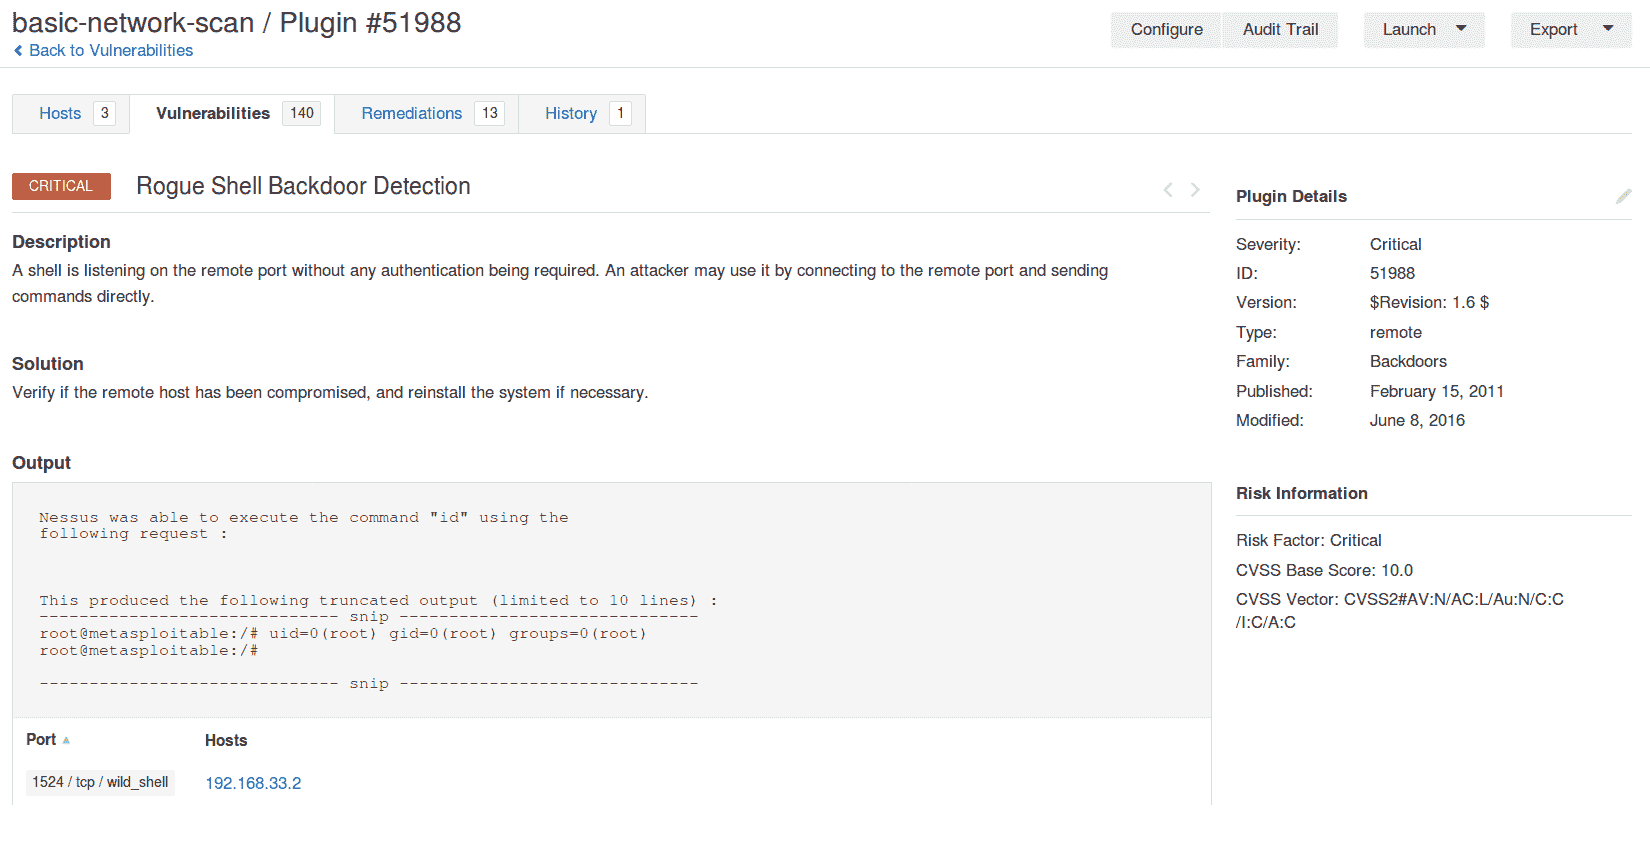 basic-network-scan / Plugin #51988
Back to Vulnerabilities
Configure
Audit Trail
Launch
Export
Hosts 3
Vulnerabilities 140
Remediations 13
History 1
CRITICAL
Rogue Shell Backdoor Detection
Description
A shell is listening on the remote port without any authentication being required. An attacker may use it by connecting to the remote port and sending
commands directly.
Solution
Verify if the remote host has been compromised, and reinstall the system if necessary.
Output
Nessus was able to execute the command "id" using the
following request :
This produced the following truncated output (limited to 10 lines) :
------------------------------ snip ------------------------------
root@metasploitable:/# uid=0(root) gid=0(root) groups=0(root)
root@metasploitable:/#
------------------------------ snip ------------------------------
Port
Hosts
1524 / tcp / wild_shell
192.168.33.2
Plugin Details
Severity: Critical
ID: 51988
Version: $Revision: 1.6 $
Type: remote
Family: Backdoors
Published: February 15, 2011
Modified: June 8, 2016
Risk Information
Risk Factor: Critical
CVSS Base Score: 10.0
CVSS Vector: CVSS2#AV:N/AC:L/Au:N/C:C
/I:C/A:C